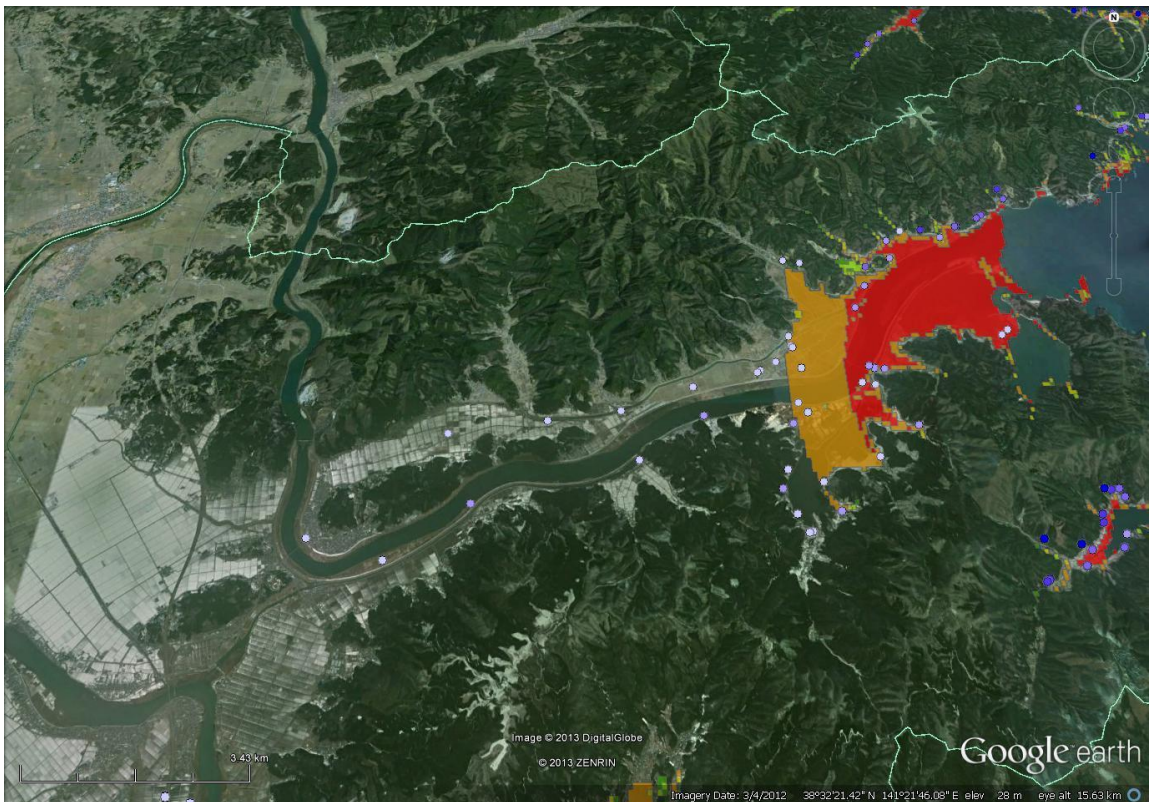 N
Image © 2013 DigitalGlobe
© 2013 ZENRIN
3.43 km
Google earth
Imagery Date: 3/4/2012 38°32'21.42" N 141°21'46.08" E elev 28 m eye alt 15.63 km